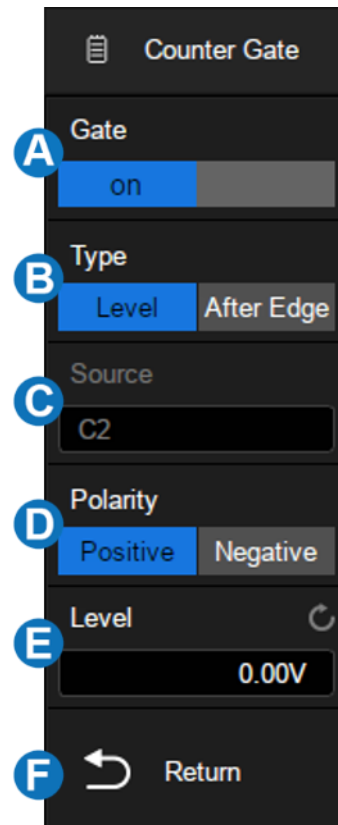 Counter Gate
A
Gate
on
B
Type
Level After Edge
C
Source
C2
D
Polarity
Positive Negative
E
Level
0.00V
F
Return